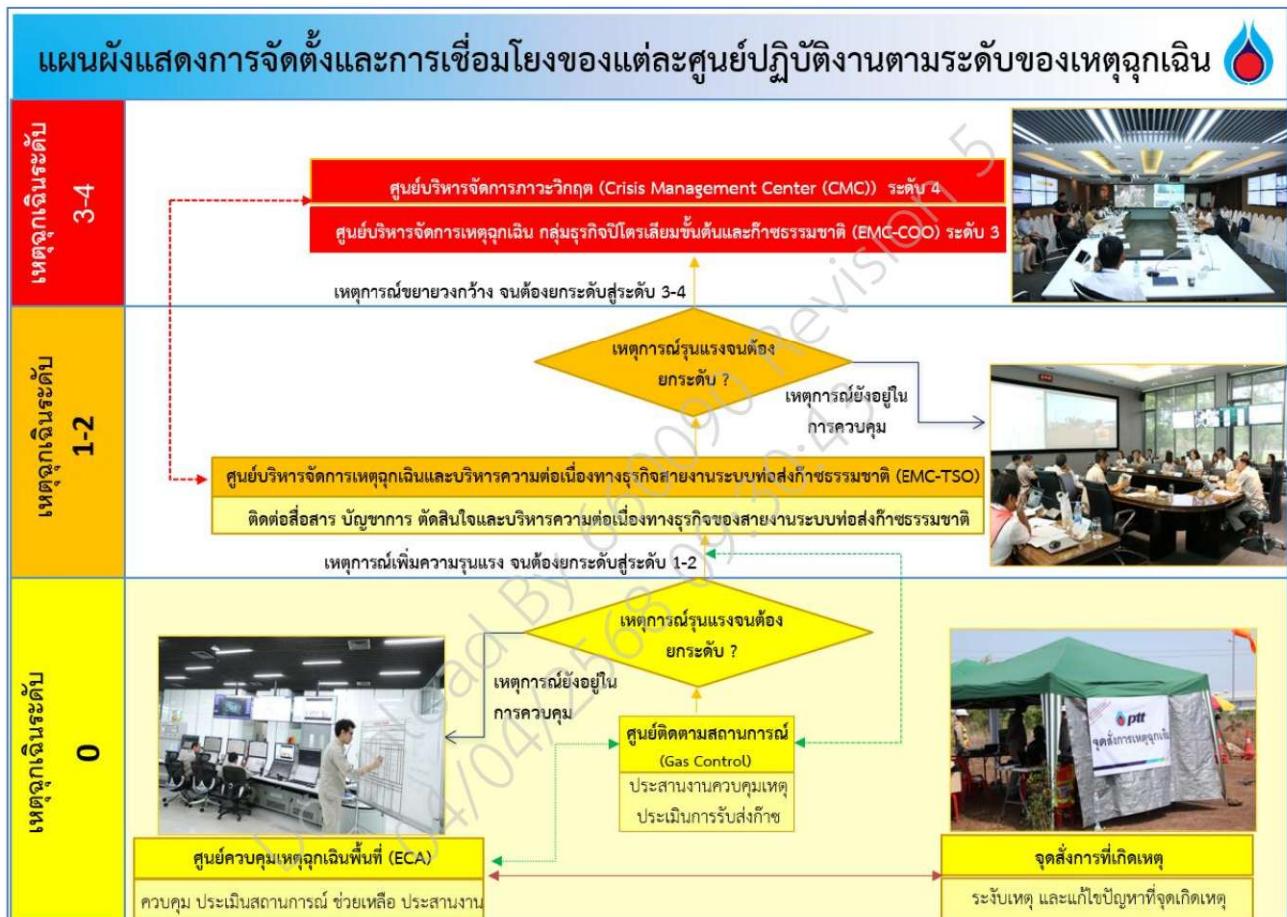 แผนผังแสดงการจัดตั้งและการเชื่อมโยงของแต่ละศูนย์ปฏิบัติงานตามระดับของเหตุฉุกเฉิน
เหตุฉุกเฉินระดับ
3-4
ศูนย์บริหารจัดการภาวะวิกฤต (Crisis Management Center (CMC)) ระดับ 4
ศูนย์บริหารจัดการเหตุฉุกเฉิน กลุ่มธุรกิจปิโตรเลียมขั้นต้นและก๊าซธรรมชาติ (EMC-COO) ระดับ 3
เหตุการณ์ขยายวงกว้าง จนต้องยกระดับสู่ระดับ 3-4
เหตุฉุกเฉินระดับ
1-2
เหตุการณ์รุนแรงจนต้อง
ยกระดับ ?
เหตุการณ์ยังอยู่ใน
การควบคุม
ศูนย์บริหารจัดการเหตุฉุกเฉินและบริหารความต่อเนื่องทางธุรกิจสายงานระบบท่อส่งก๊าซธรรมชาติ (EMC-TSO)
ติดต่อสื่อสาร บัญชาการ ตัดสินใจและบริหารความต่อเนื่องทางธุรกิจของสายงานระบบท่อส่งก๊าซธรรมชาติ
เหตุการณ์เพิ่มความรุนแรง จนต้องยกระดับสู่ระดับ 1-2
เหตุฉุกเฉินระดับ
0
เหตุการณ์รุนแรงจนต้อง
ยกระดับ ?
เหตุการณ์ยังอยู่ใน
การควบคุม
ศูนย์ติดตามสถานการณ์
(Gas Control)
ประสานงานควบคุมเหตุ
ประเมินการรับส่งก๊าซ
ptt
จุดสั่งการเหตุฉุกเฉิน
ศูนย์ควบคุมเหตุฉุกเฉินพื้นที่ (ECA)
ควบคุม ประเมินสถานการณ์ ช่วยเหลือ ประสานงาน
จุดสั่งการที่เกิดเหตุ
ระงับเหตุ และแก้ไขปัญหาที่จุดเกิดเหตุ
By 660090 Revision 5
04/04/2568 09:30:43